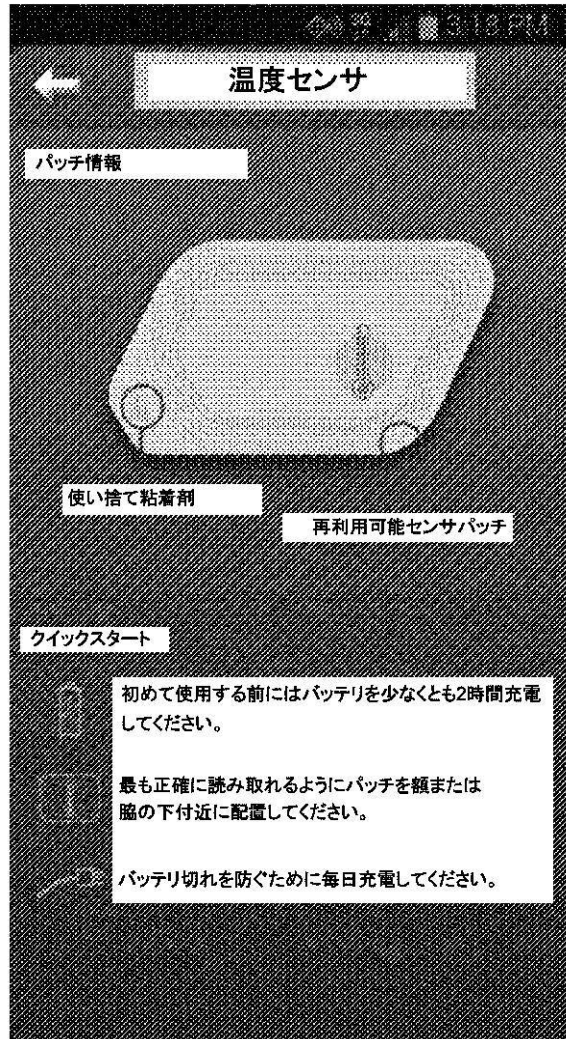 3:18 PM
温度センサ
パッチ情報
使い捨て粘着剤
再利用可能センサパッチ
クイックスタート
初めて使用する前にはバッテリを少なくとも2時間充電
してください。
最も正確に読み取れるようにパッチを額または
脇の下付近に配置してください。
バッテリ切れを防ぐために毎日充電してください。